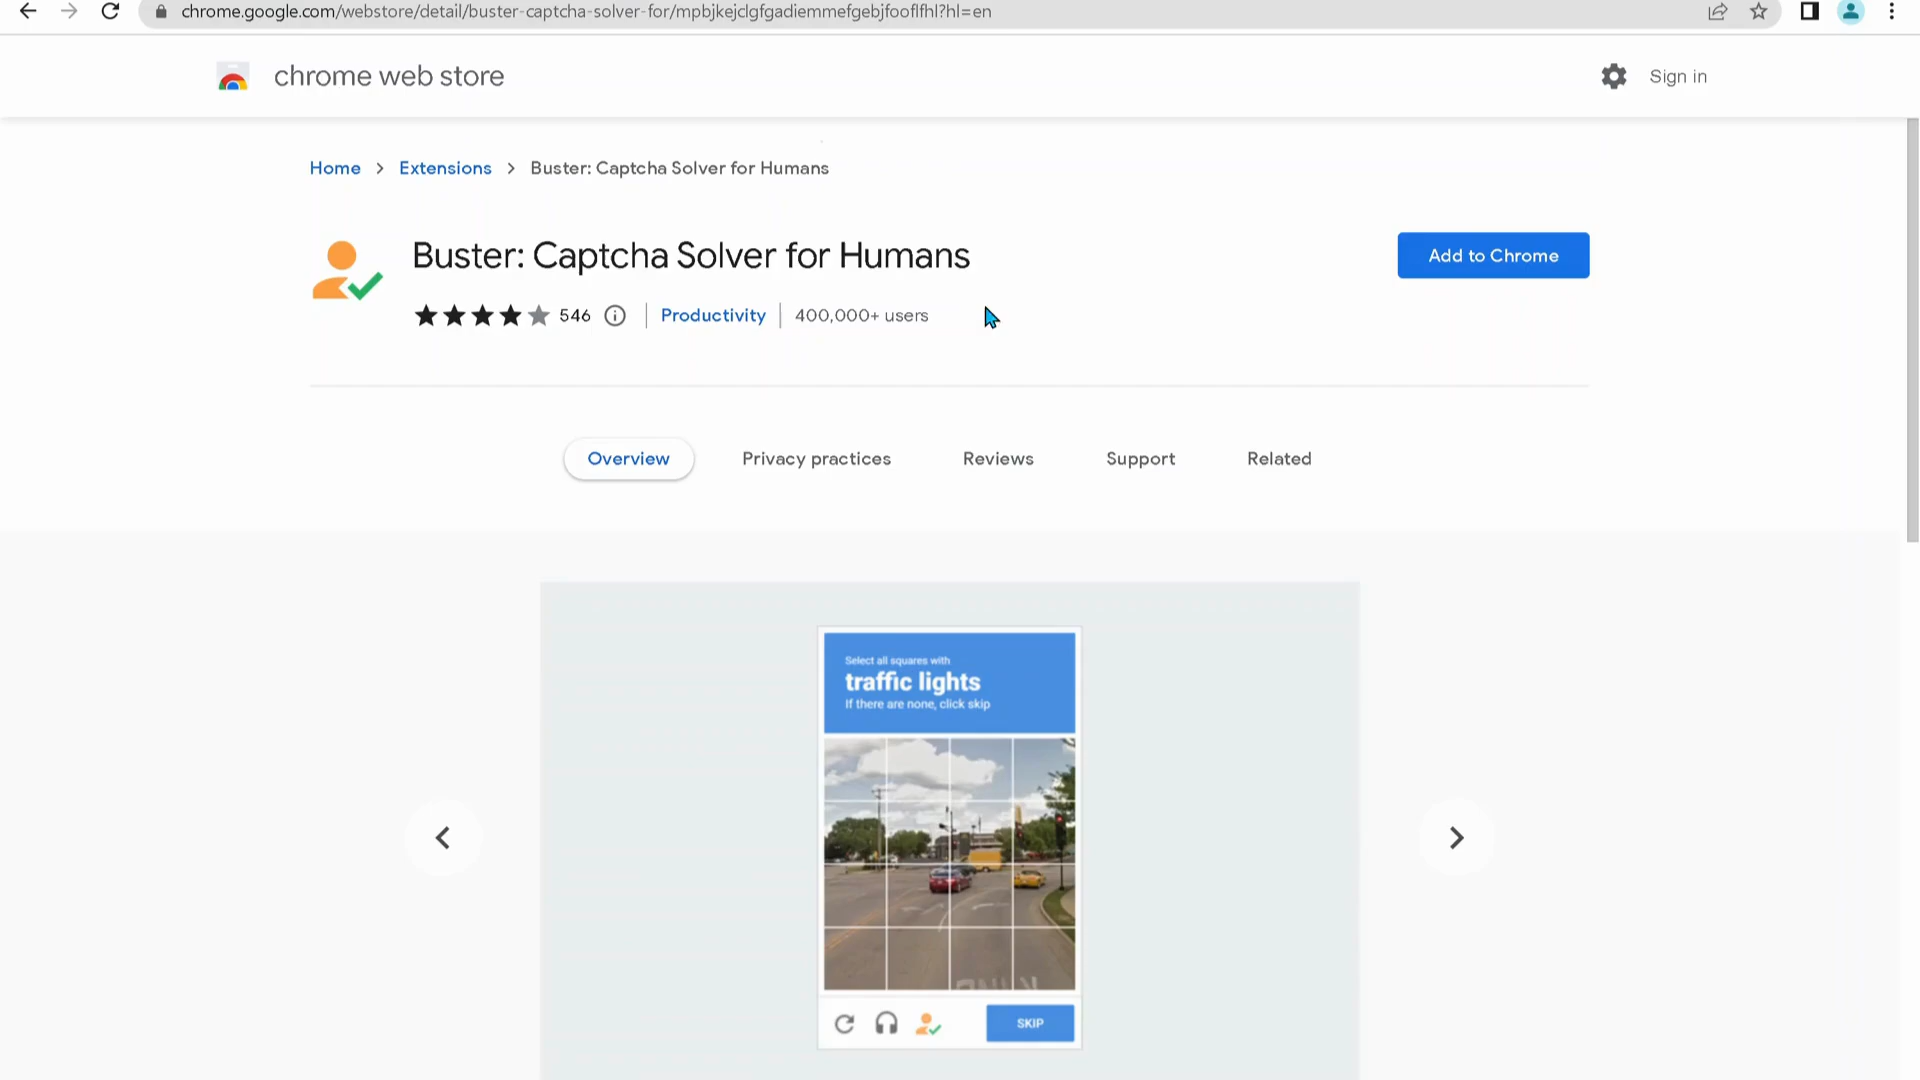 chrome.google.com/webstore/detail/buster-captcha-solver-for/mpbjkejclgfgadiemmefgebjfooflfhl?hl=en
chrome web store
Sign in
Home > Extensions > Buster: Captcha Solver for Humans
Buster: Captcha Solver for Humans
Add to Chrome
546 Productivity 400,000+ users
Overview Privacy practices Reviews Support Related
Select all squares with
traffic lights
If there are none, click skip
SKIP